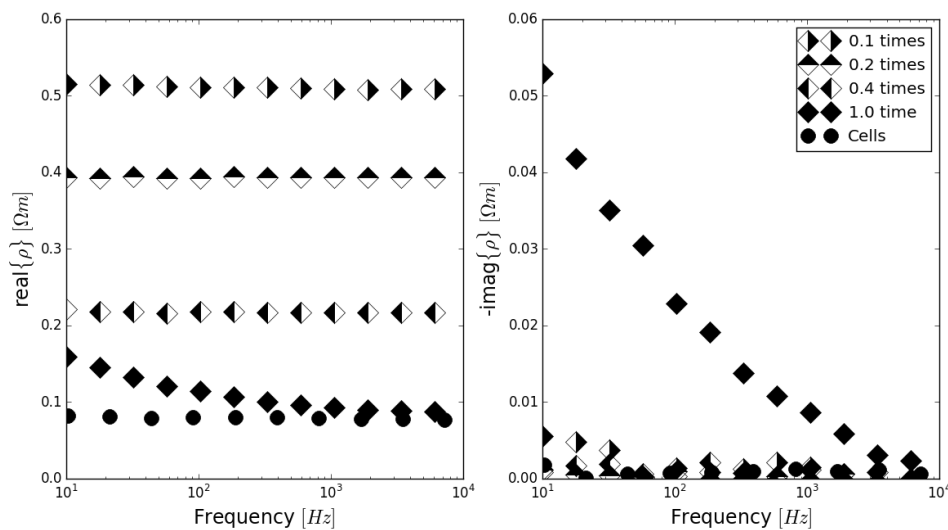 0.6
0.5
0.4
0.3
0.2
0.1
0.0
real{ρ} [Ωm]
10¹ 10² 10³ 10⁴
Frequency [Hz]
0.06
0.05
0.04
0.03
0.02
0.01
0.00
-imag{ρ} [Ωm]
10¹ 10² 10³ 10⁴
Frequency [Hz]
0.1 times
0.2 times
0.4 times
1.0 time
Cells